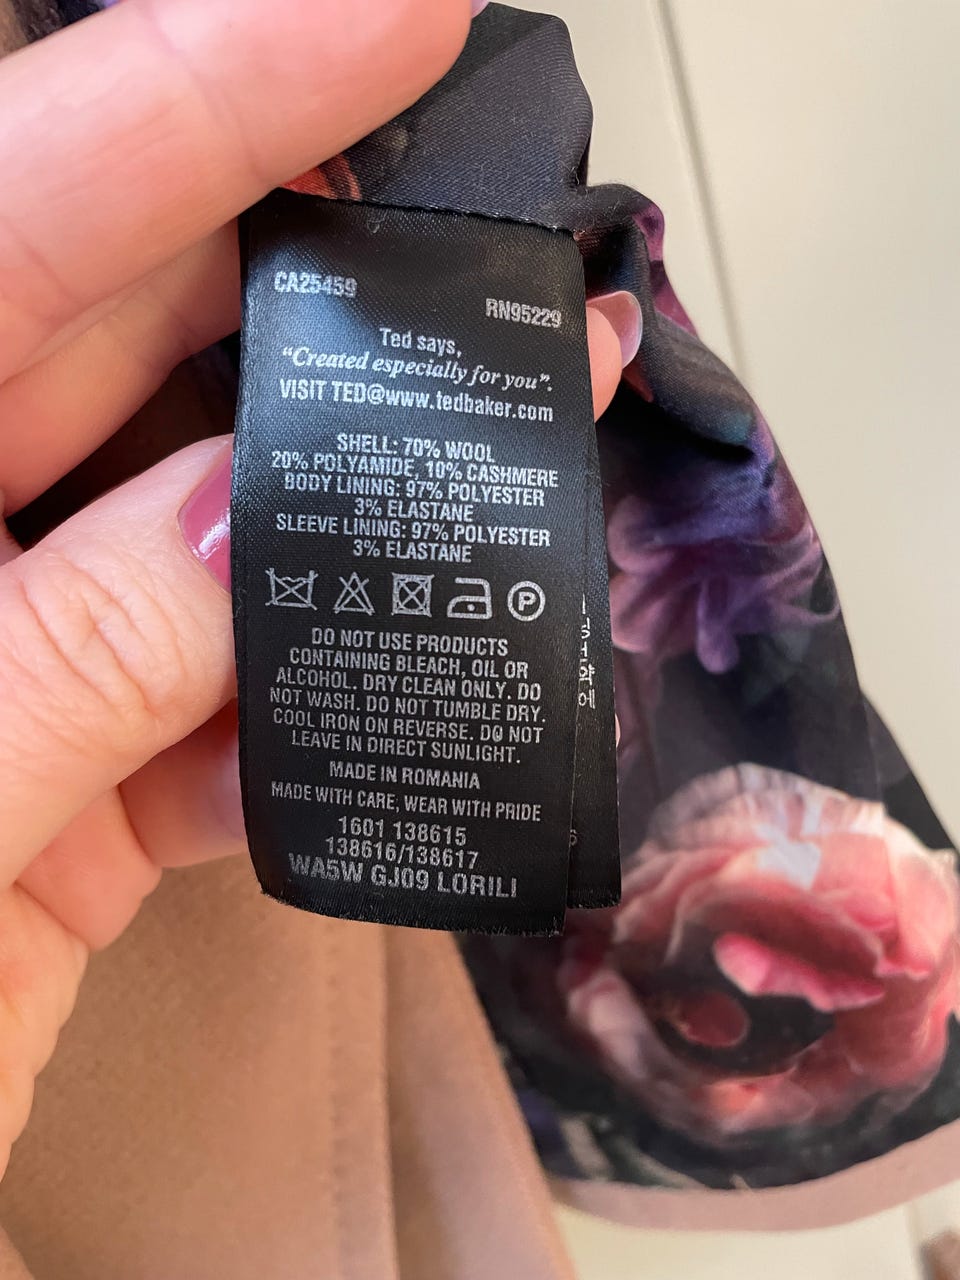 CA25459
RN95229
Ted says,
“Created especially for you”.
VISIT TED@www.tedbaker.com
SHELL: 70% WOOL
20% POLYAMIDE, 10% CASHMERE
BODY LINING: 97% POLYESTER
3% ELASTANE
SLEEVE LINING: 97% POLYESTER
3% ELASTANE
P
DO NOT USE PRODUCTS
CONTAINING BLEACH, OIL OR
ALCOHOL. DRY CLEAN ONLY. DO
NOT WASH. DO NOT TUMBLE DRY.
COOL IRON ON REVERSE. DO NOT
LEAVE IN DIRECT SUNLIGHT.
MADE IN ROMANIA
MADE WITH CARE, WEAR WITH PRIDE
1601 138615
138616/138617
WA5W GJ09 LORILI